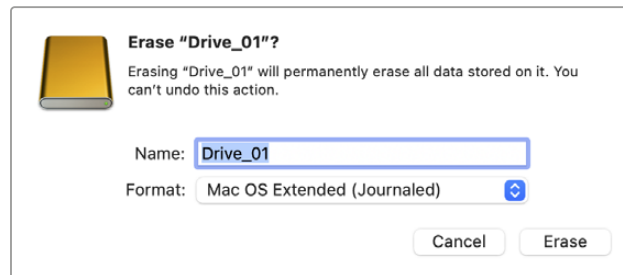 Erase “Drive_01”?
Erasing “Drive_01” will permanently erase all data stored on it. You
can’t undo this action.
Name: Drive_01
Format: Mac OS Extended (Journaled)
Cancel Erase